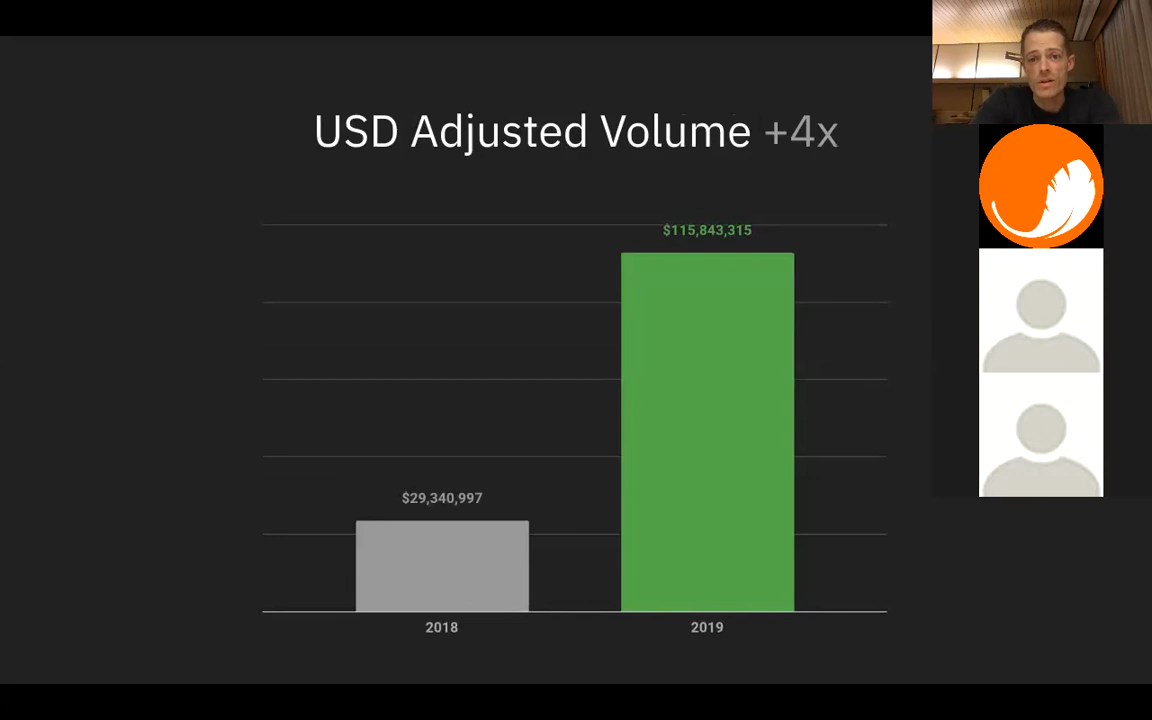 USD Adjusted Volume +4x
$115,843,315
$29,340,997
2018
2019